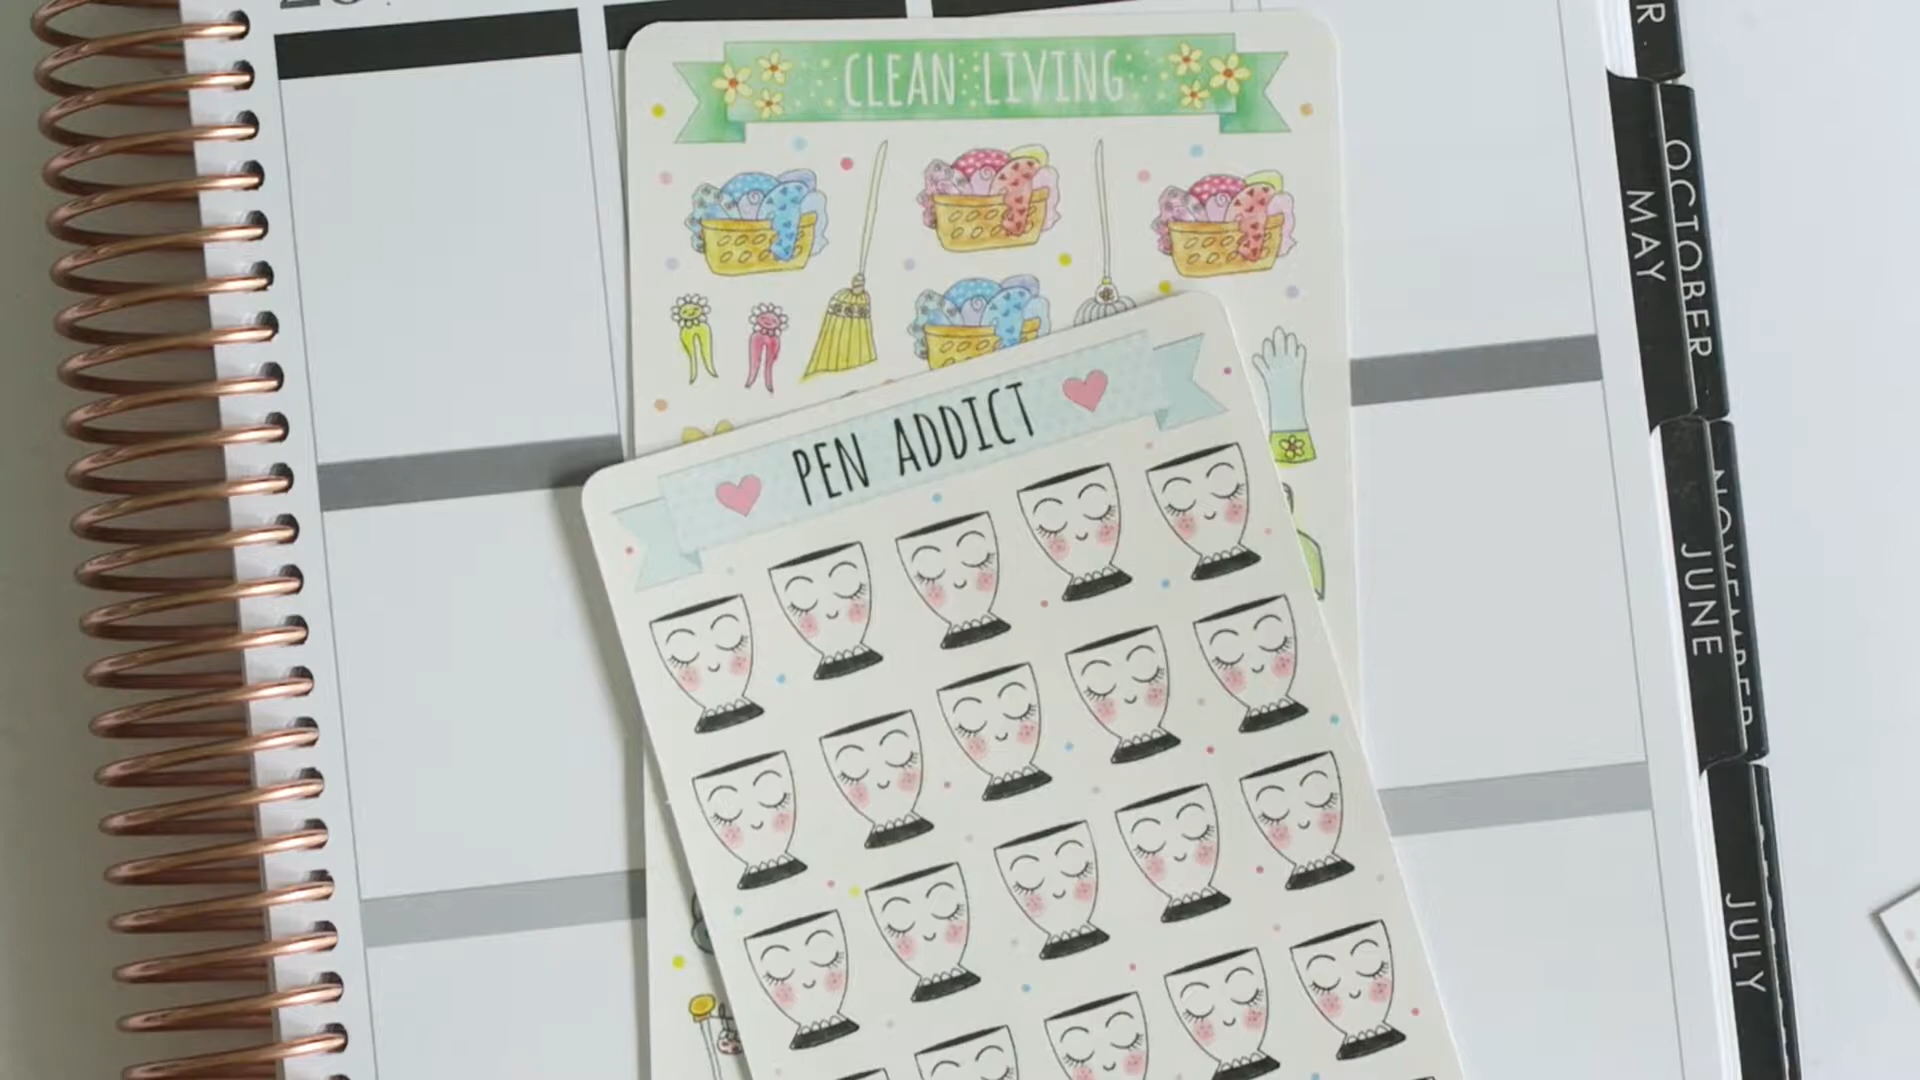 CLEAN LIVING
PEN ADDICT
OCTOBER
MAY
NOVEMBER
JUNE
JULY